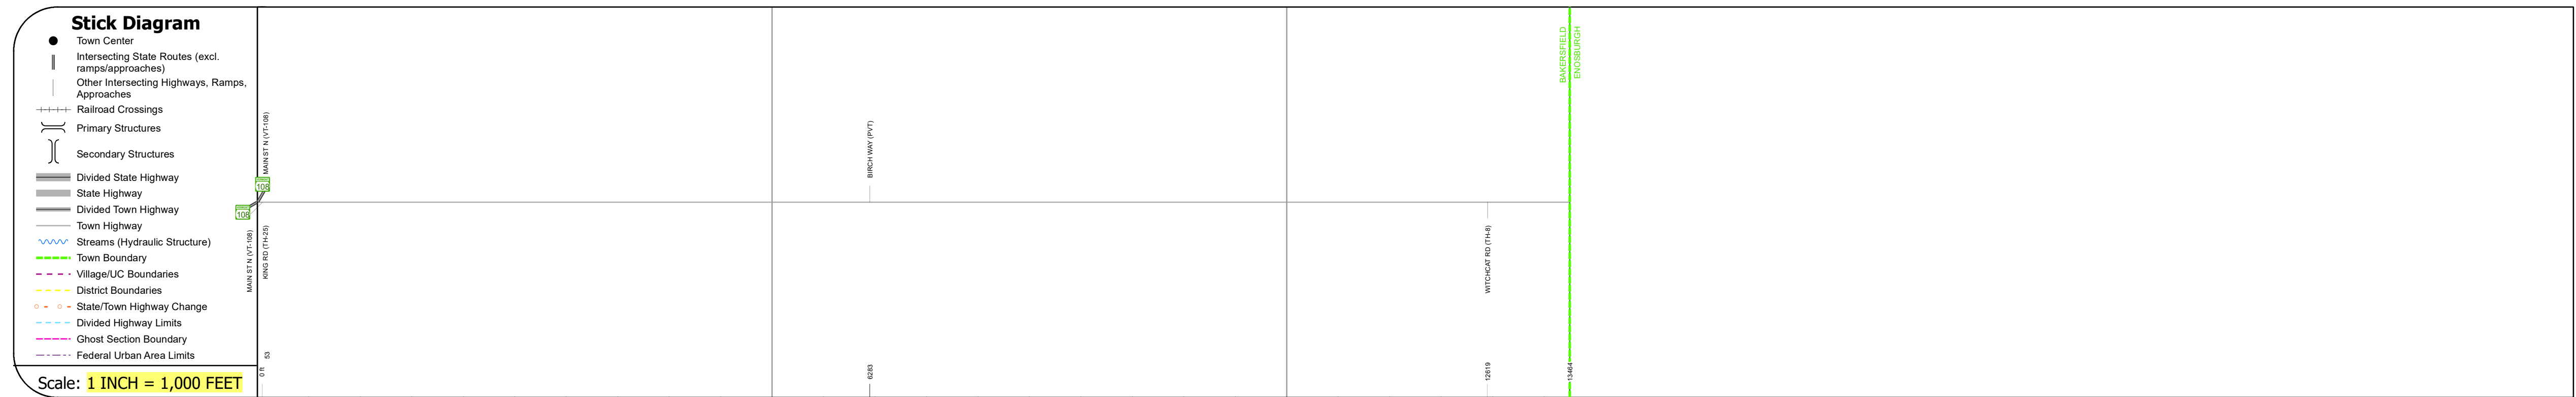 Stick Diagram
Town Center
Intersecting State Routes (excl.
ramps/approaches)
Other Intersecting Highways, Ramps,
Approaches
Railroad Crossings
Primary Structures
Secondary Structures
Divided State Highway
State Highway
Divided Town Highway
Town Highway
Streams (Hydraulic Structure)
Town Boundary
Village/UC Boundaries
District Boundaries
State/Town Highway Change
Divided Highway Limits
Ghost Section Boundary
Federal Urban Area Limits
Scale: 1 INCH = 1,000 FEET
MAIN ST N (VT-108)
108
108
MAIN ST N (VT-108)
KING RD (TH-25)
0 ft
53
BIRCH WAY (PVT)
6283
WITCHCAT RD (TH-8)
12619
BAKERSFIELD
ENOSBURGH
13464